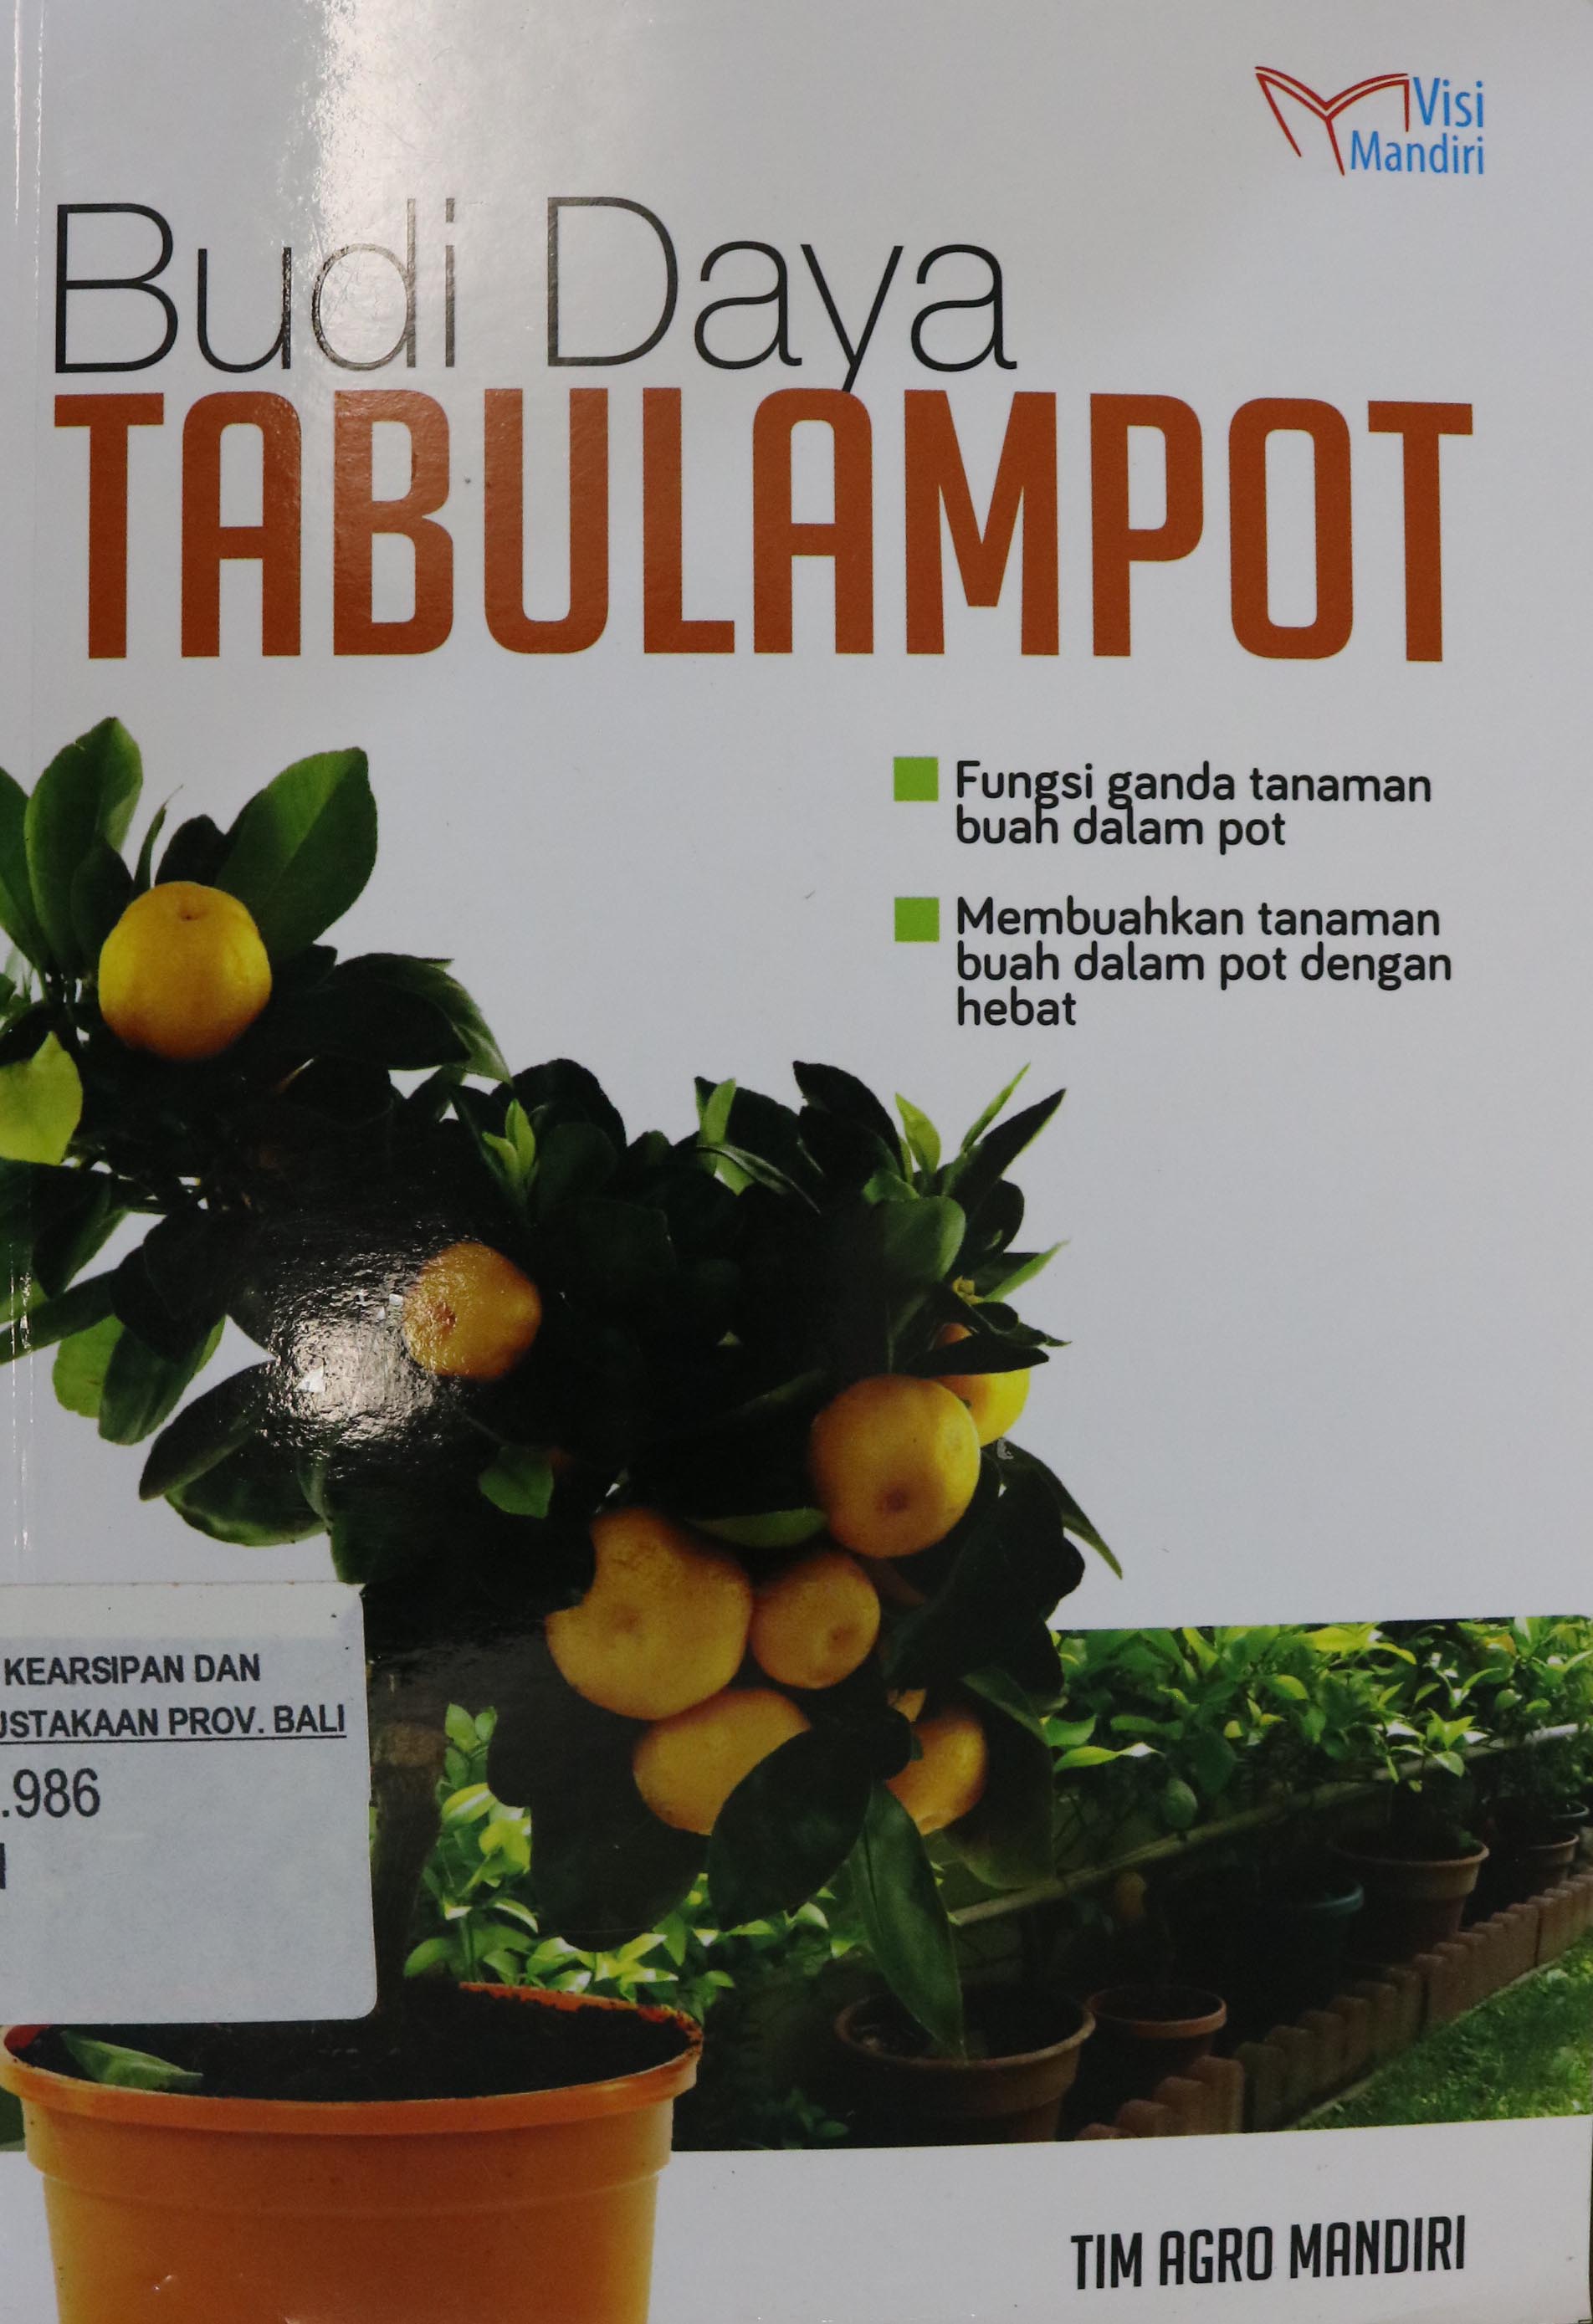 Visi
Mandiri
Budi Daya
TABULAMPOT
Fungsi ganda tanaman
buah dalam pot
Membuahkan tanaman
buah dalam pot dengan
hebat
KEARSIPAN DAN
USTAKAAN PROV. BALI
.986
TIM AGRO MANDIRI